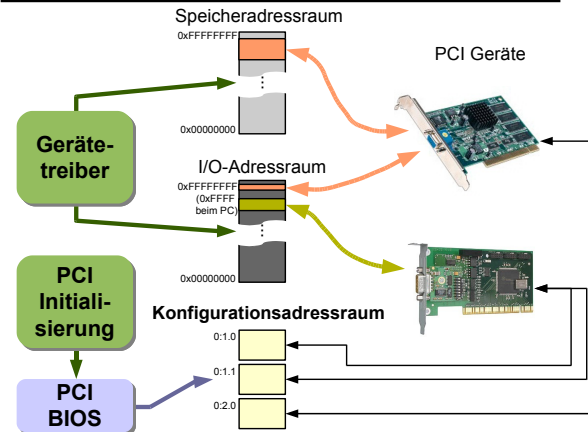 Speicheradressraum
0xFFFFFFFF
PCI Geräte
Geräte-
treiber
0x00000000
I/O-Adressraum
0xFFFFFFFF
(0xFFFF
beim PC)
0x00000000
PCI
Initiali-
sierung
Konfigurationsadressraum
0:1.0
0:1.1
0:2.0
PCI
BIOS